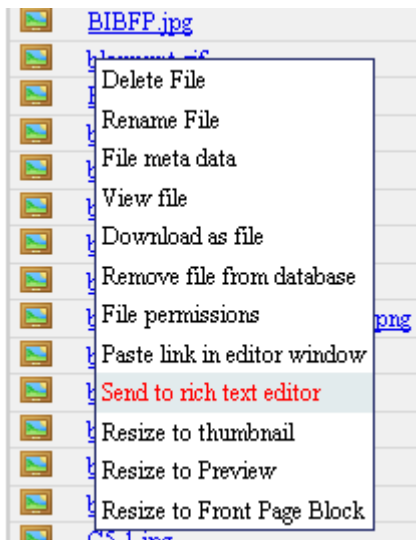 BIBFP.jpg
Delete File
Rename File
File meta data
View file
Download as file
Remove file from database
File permissions
png
Paste link in editor window
Send to rich text editor
Resize to thumbnail
Resize to Preview
Resize to Front Page Block